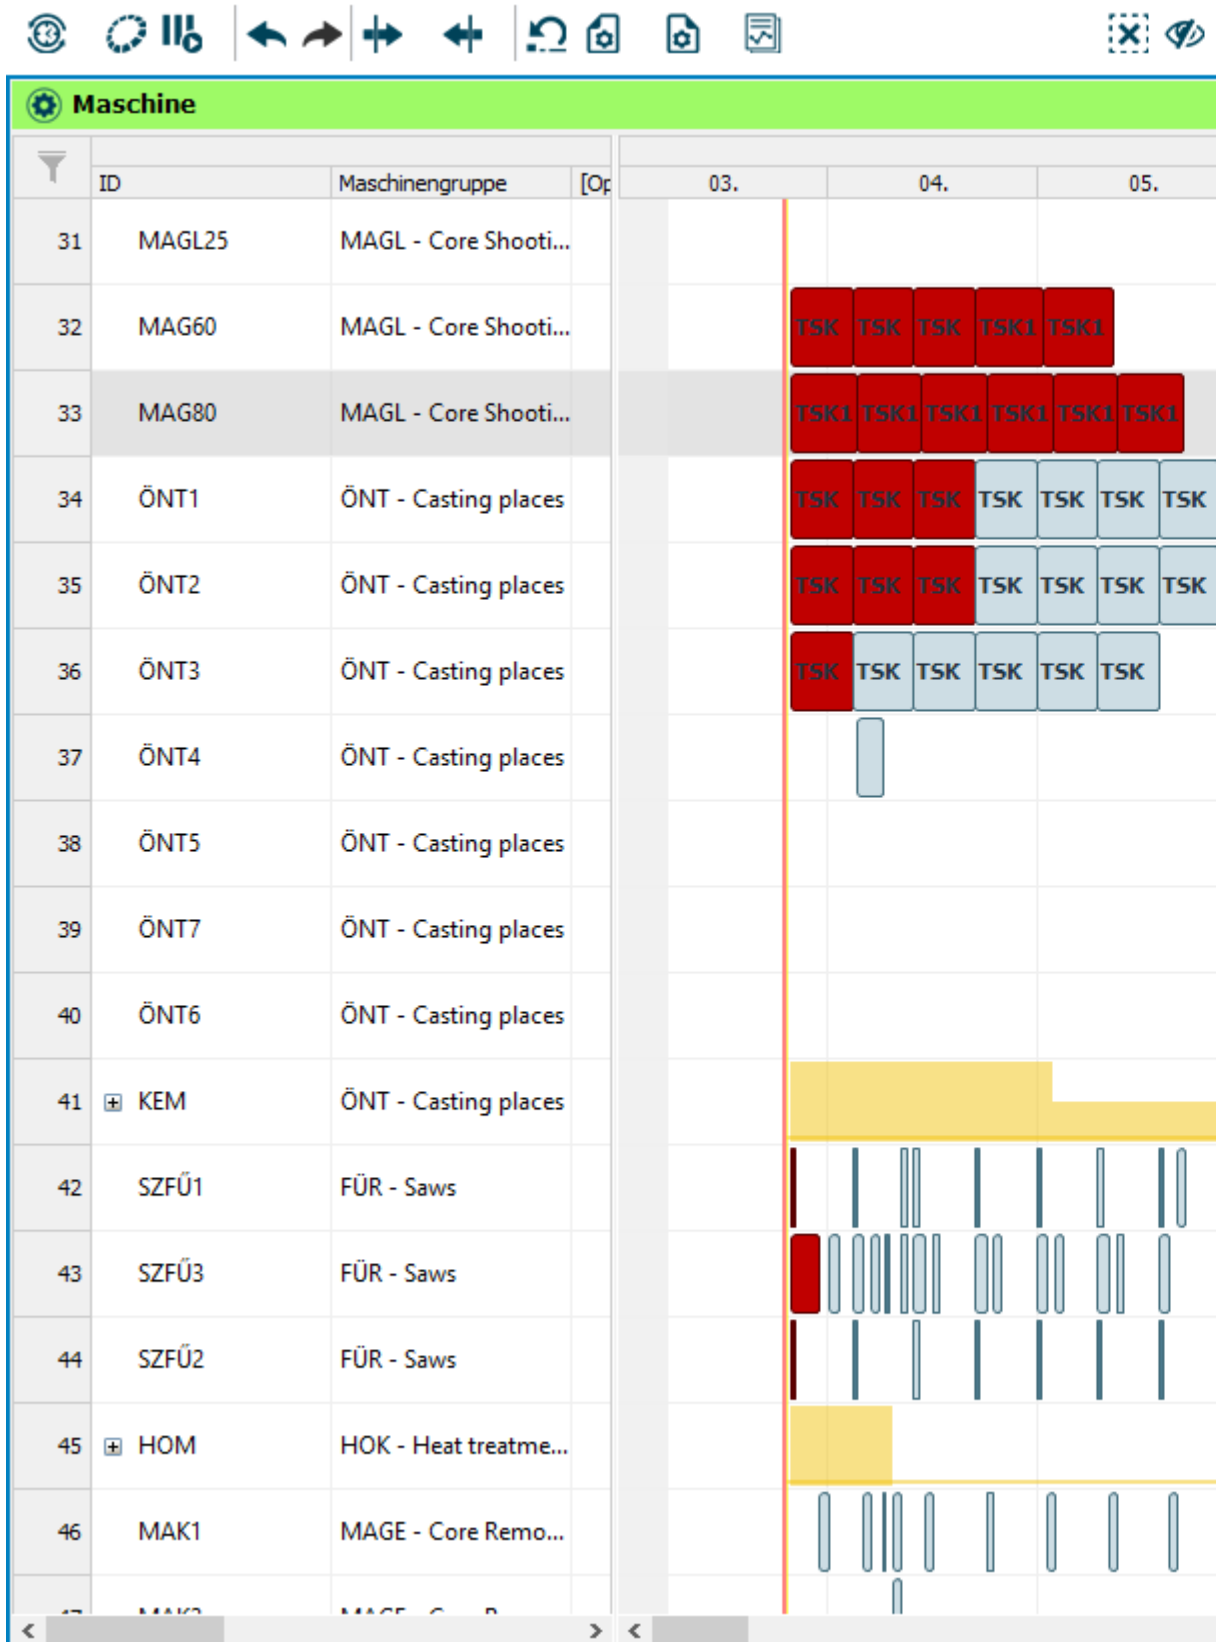 Maschine
ID Maschinengruppe [Op 03. 04. 05.
31 MAGL25 MAGL - Core Shooti...
32 MAG60 MAGL - Core Shooti... TSK TSK TSK TSK1 TSK1
33 MAG80 MAGL - Core Shooti... TSK1 TSK1 TSK1 TSK1 TSK1 TSK1
34 ÖNT1 ÖNT - Casting places TSK TSK TSK TSK TSK TSK TSK
35 ÖNT2 ÖNT - Casting places TSK TSK TSK TSK TSK TSK TSK
36 ÖNT3 ÖNT - Casting places TSK TSK TSK TSK TSK TSK
37 ÖNT4 ÖNT - Casting places
38 ÖNT5 ÖNT - Casting places
39 ÖNT7 ÖNT - Casting places
40 ÖNT6 ÖNT - Casting places
41 KEM ÖNT - Casting places
42 SZFŰ1 FÜR - Saws
43 SZFŰ3 FÜR - Saws
44 SZFŰ2 FÜR - Saws
45 HOM HOK - Heat treatme...
46 MAK1 MAGE - Core Remo...